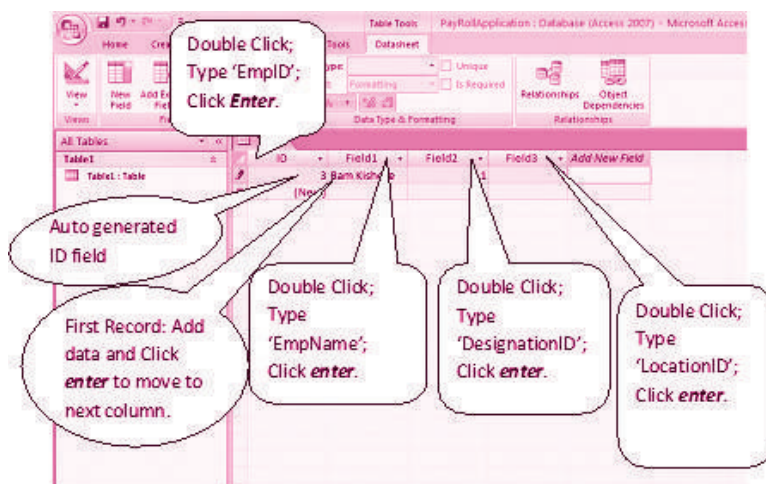 Table Tools PayRollApplication : Database (Access 2007) - Microsoft Access
Home Tools Datasheet
Double Click;
Type 'EmpID';
Click Enter.
Unique
Formatting Is Required
View
New Field
Relationships
Object Dependencies
Views
Data Type & Formatting
Relationships
All Tables
Table1
Table1 : Table
ID Field1 Field2 Field3 Add New Field
3 Ram 1
Auto generated
ID field
First Record: Add
data and Click
enter to move to
next column.
Double Click;
Type
'EmpName';
Click enter.
Double Click;
Type
'DesignationID';
Click enter.
Double Click;
Type
'LocationID';
Click enter.